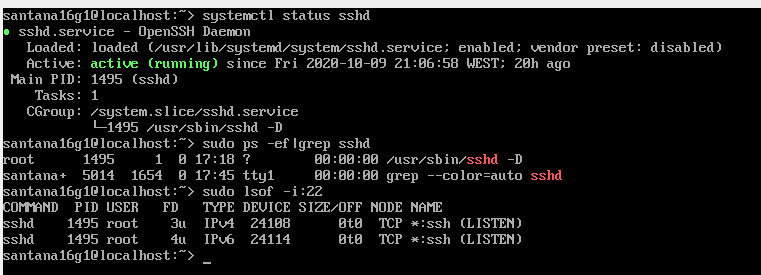 santana16g1@localhost:~> systemctl status sshd
● sshd.service - OpenSSH Daemon
   Loaded: loaded (/usr/lib/systemd/system/sshd.service; enabled; vendor preset: disabled)
   Active: active (running) since Fri 2020-10-09 21:06:58 WEST; 20h ago
 Main PID: 1495 (sshd)
    Tasks: 1
   CGroup: /system.slice/sshd.service
           └─1495 /usr/sbin/sshd -D
santana16g1@localhost:~> sudo ps -ef|grep sshd
root      1495     1  0 17:18 ?        00:00:00 /usr/sbin/sshd -D
santana+  5014  1654  0 17:45 tty1     00:00:00 grep --color=auto sshd
santana16g1@localhost:~> sudo lsof -i:22
COMMAND  PID USER   FD   TYPE DEVICE SIZE/OFF NODE NAME
sshd    1495 root    3u  IPv4  24108      0t0  TCP *:ssh (LISTEN)
sshd    1495 root    4u  IPv6  24114      0t0  TCP *:ssh (LISTEN)
santana16g1@localhost:~> _